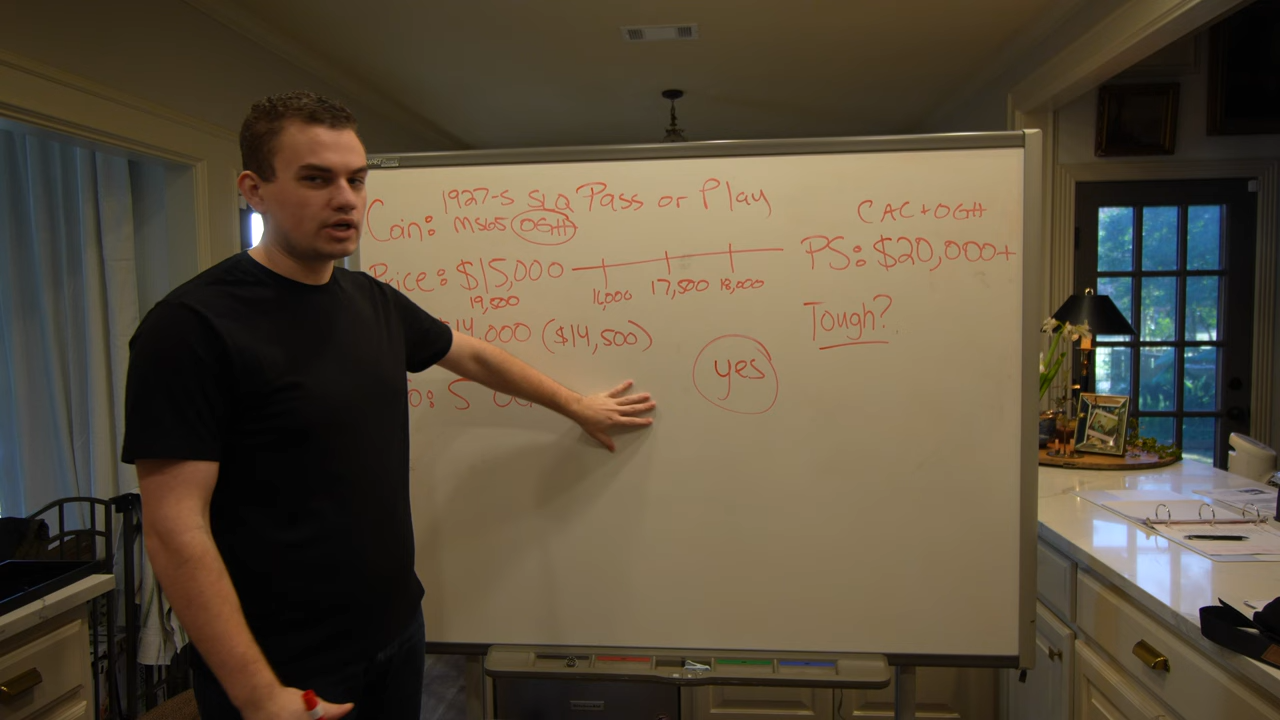 1927-S SLQ Pass or Play
Coin: MS65 OGH
CAC + OGH
Price: $15,000
19,500
16,000 17,500 18,000
PS: $20,000+
$14,000 ($14,500)
Tough?
yes